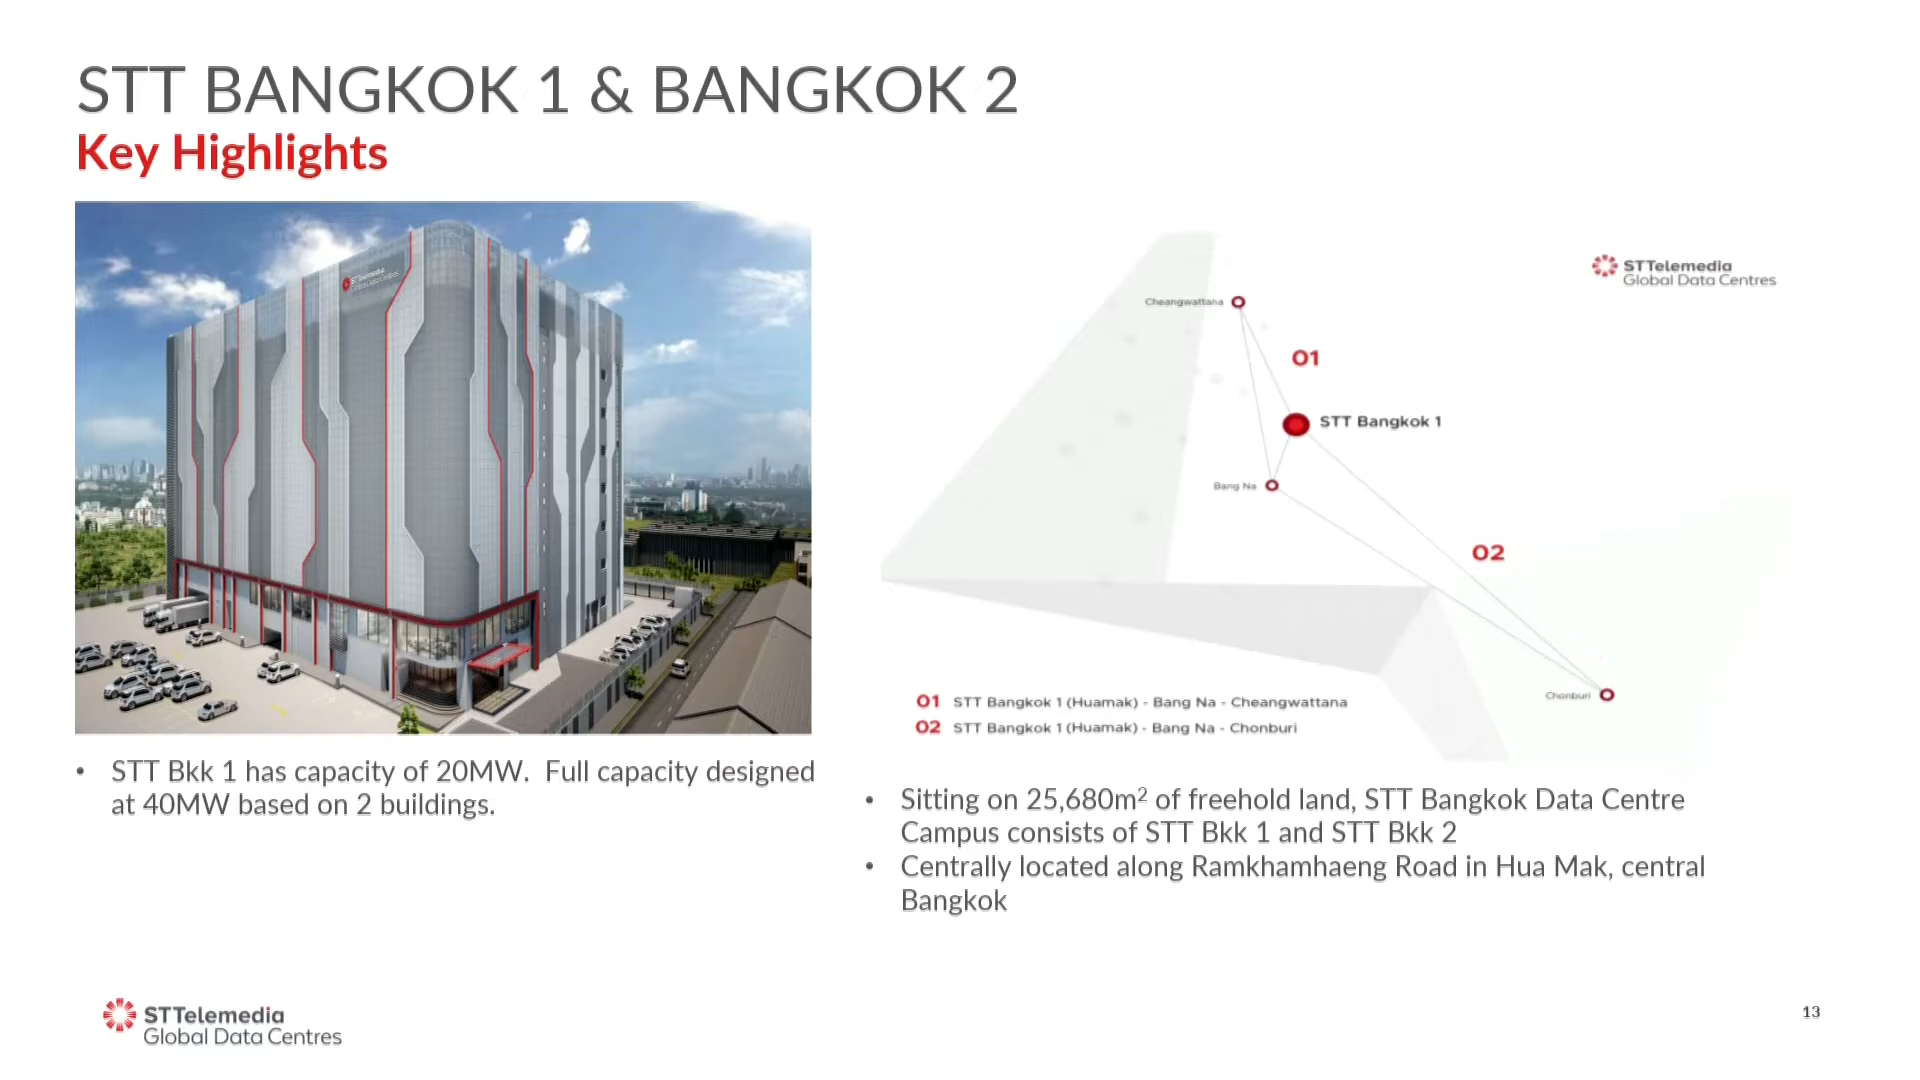 STT BANGKOK 1 & BANGKOK 2
Key Highlights
STTelemedia
Global Data Centres
STTelemedia
Global Data Centres
Cheangwattana
01
STT Bangkok 1
Bang Na
02
Chonburi
01 STT Bangkok 1 (Huamak) - Bang Na - Cheangwattana
02 STT Bangkok 1 (Huamak) - Bang Na - Chonburi
• STT Bkk 1 has capacity of 20MW. Full capacity designed
at 40MW based on 2 buildings.
• Sitting on 25,680m² of freehold land, STT Bangkok Data Centre
Campus consists of STT Bkk 1 and STT Bkk 2
• Centrally located along Ramkhamhaeng Road in Hua Mak, central
Bangkok
STTelemedia
Global Data Centres
13